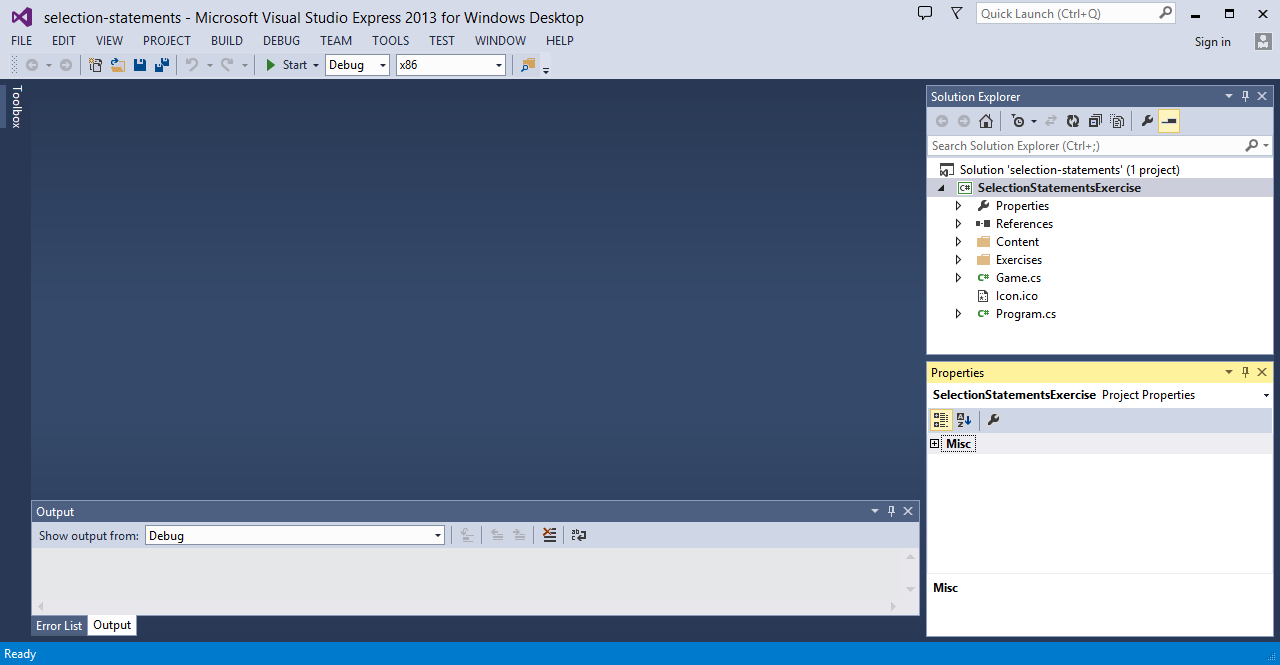 selection-statements - Microsoft Visual Studio Express 2013 for Windows Desktop
Quick Launch (Ctrl+Q)
FILE EDIT VIEW PROJECT BUILD DEBUG TEAM TOOLS TEST WINDOW HELP
Sign in
Start Debug x86
Toolbox
Solution Explorer
Search Solution Explorer (Ctrl+;)
Solution 'selection-statements' (1 project)
C# SelectionStatementsExercise
Properties
References
Content
Exercises
C# Game.cs
Icon.ico
C# Program.cs
Properties
SelectionStatementsExercise Project Properties
Misc
Misc
Output
Show output from: Debug
Error List Output
Ready